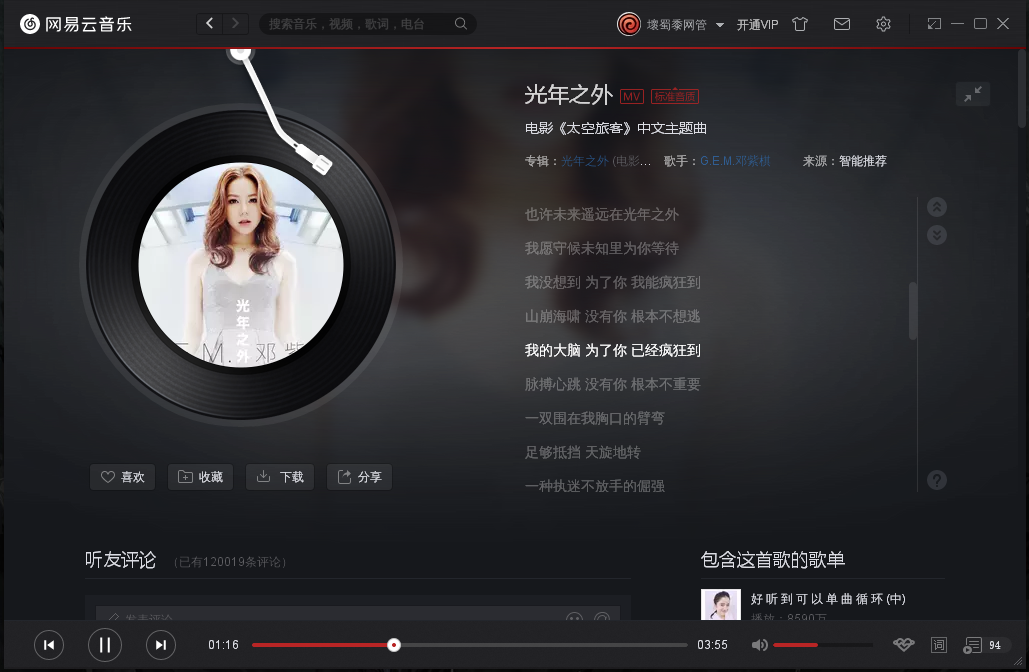 网易云音乐
搜索音乐，视频，歌词，电台
壊蜀黍网管
开通VIP
光年之外 MV 标准音质
电影《太空旅客》中文主题曲
专辑：光年之外 (电影... 歌手：G.E.M.邓紫棋 来源：智能推荐
也许未来遥远在光年之外
我愿守候未知里为你等待
我没想到 为了你 我能疯狂到
山崩海啸 没有你 根本不想逃
我的大脑 为了你 已经疯狂到
脉搏心跳 没有你 根本不重要
一双围在我胸口的臂弯
足够抵挡 天旋地转
一种执迷不放手的倔强
光年之外
M. 邓 紫
喜欢 收藏 下载 分享
听友评论 （已有120019条评论）
发表评论
包含这首歌的歌单
好听到可以单曲循环(中)
播放：8590万
01:16
03:55
词
94